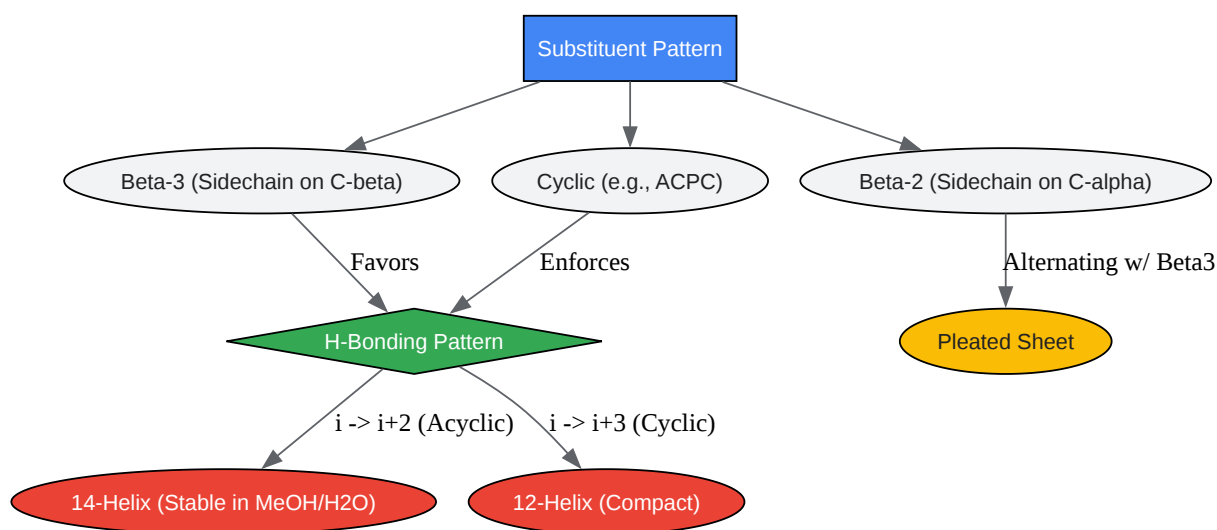 Substituent Pattern
Beta-3 (Sidechain on C-beta)
Cyclic (e.g., ACPC)
Beta-2 (Sidechain on C-alpha)
Favors
Enforces
Alternating w/ Beta3
H-Bonding Pattern
Pleated Sheet
i -> i+2 (Acyclic)
i -> i+3 (Cyclic)
14-Helix (Stable in MeOH/H2O)
12-Helix (Compact)